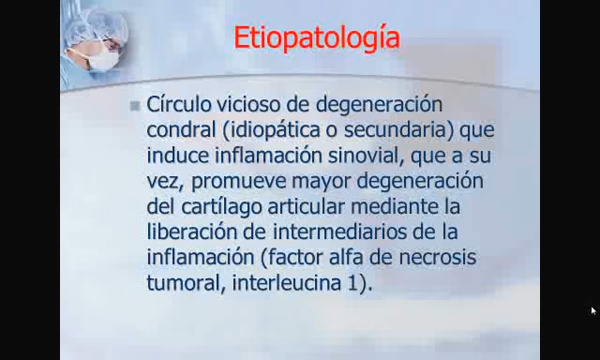 Etiopatología
Círculo vicioso de degeneración
condral (idiopática o secundaria) que
induce inflamación sinovial, que a su
vez, promueve mayor degeneración
del cartílago articular mediante la
liberación de intermediarios de la
inflamación (factor alfa de necrosis
tumoral, interleucina 1).